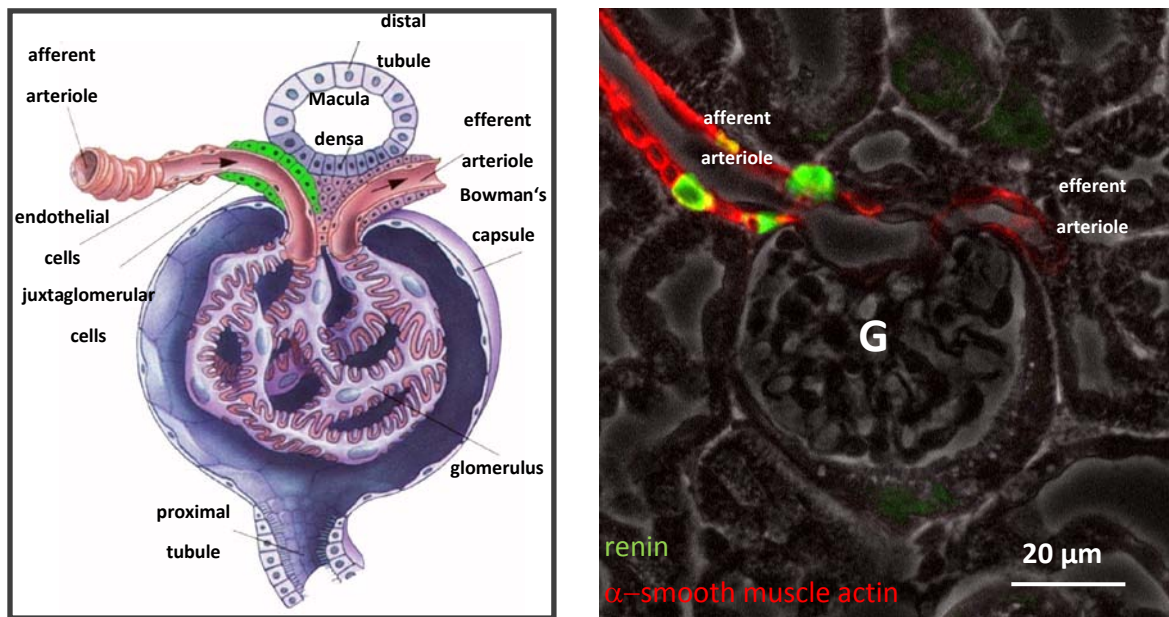 distal
tubule
afferent
arteriole
Macula
densa
efferent
arteriole
Bowman's
capsule
endothelial
cells
juxtaglomerular
cells
glomerulus
proximal
tubule
afferent
arteriole
efferent
arteriole
G
renin
α–smooth muscle actin
20 µm